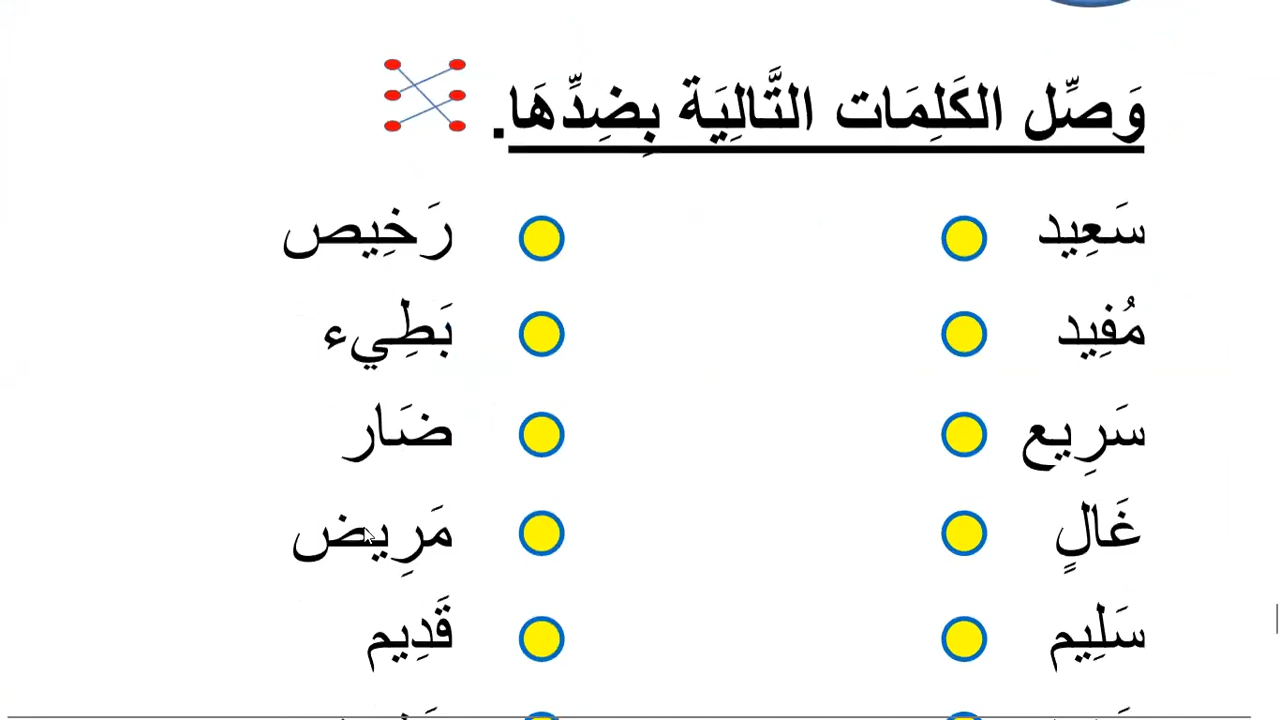 وَصِّل الكَلِمَات التَّالِيَة بِضِدِّهَا.
سَعِيد رَخِيص
مُفِيد بَطِيء
سَرِيع ضَار
غَالٍ مَرِيض
سَلِيم قَدِيم